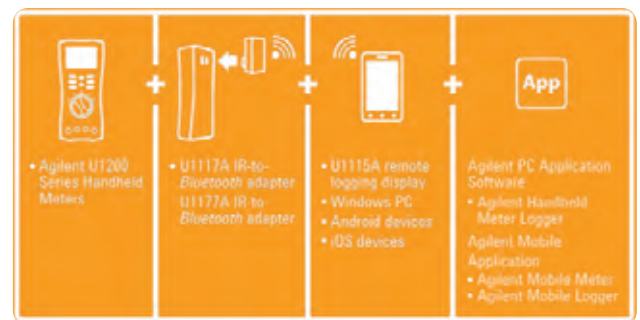 +
+
+
App
• Agilent U1200
Series Handheld
Meters
• U1117A IR-to-
Bluetooth adapter
U1177A IR-to-
Bluetooth adapter
• U1115A remote
logging display
• Windows PC
• Android devices
• iOS devices
Agilent PC Application
Software
• Agilent Handheld
Meter Logger
Agilent Mobile
Application
• Agilent Mobile Meter
• Agilent Mobile Logger